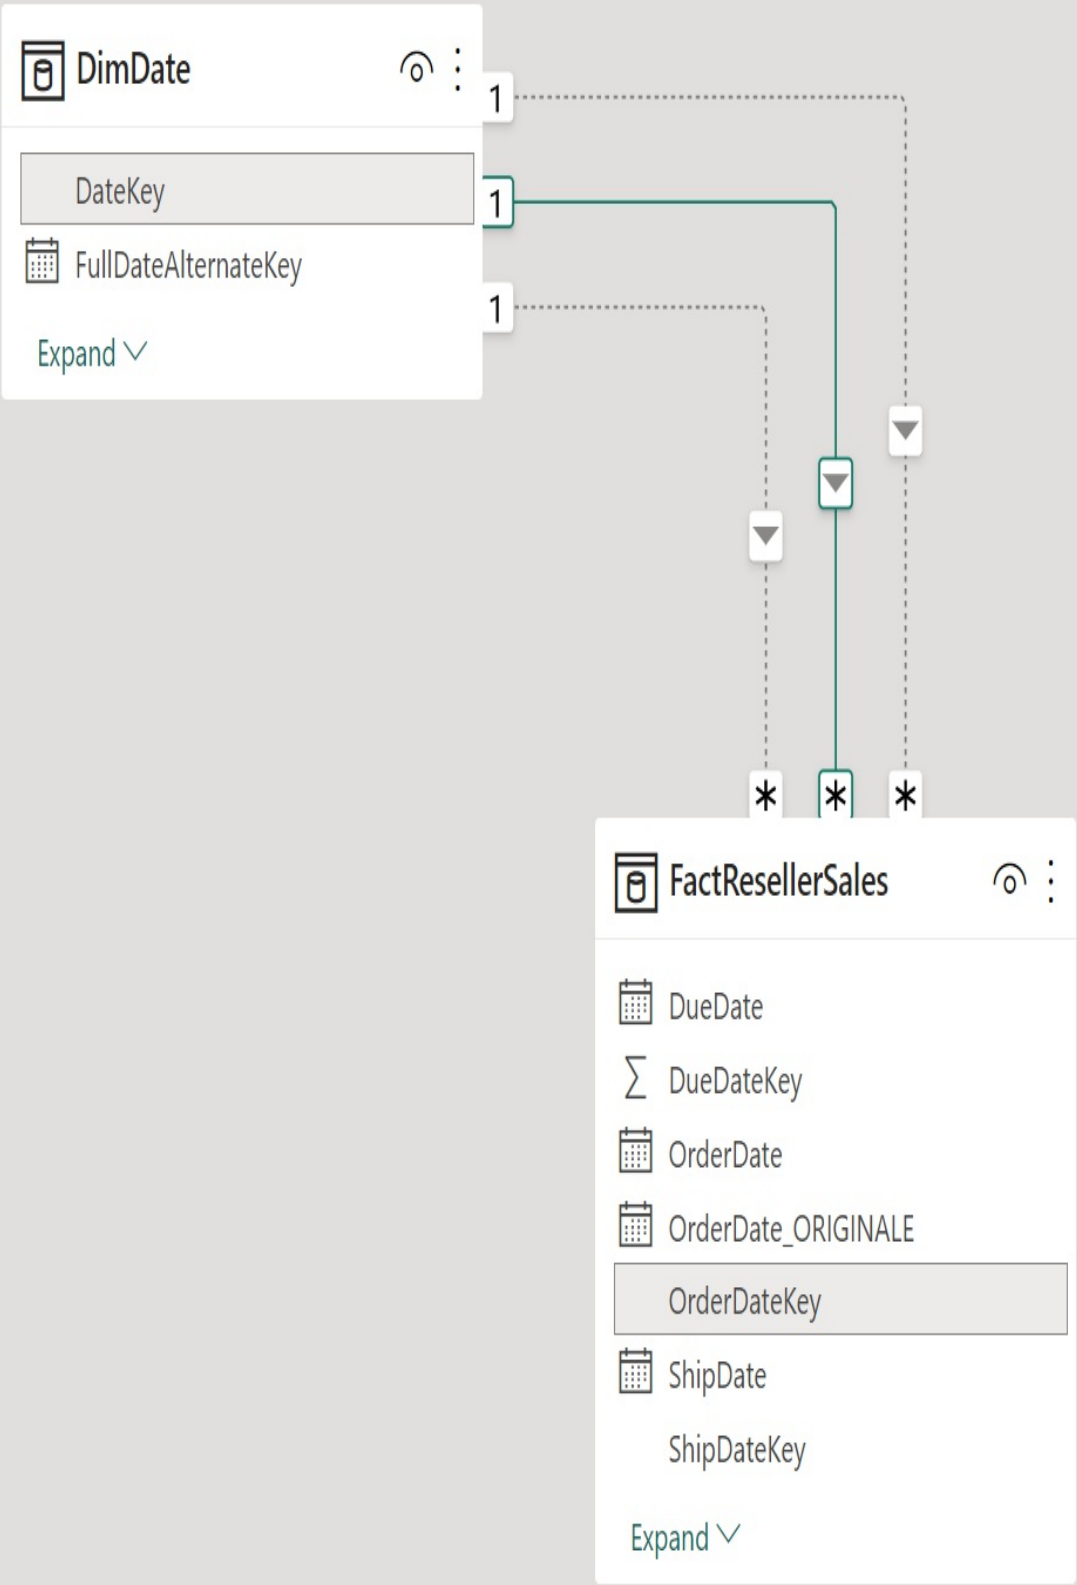 DimDate
1
DateKey
1
FullDateAlternateKey
1
Expand
* * *
FactResellerSales
DueDate
Σ DueDateKey
OrderDate
OrderDate_ORIGINALE
OrderDateKey
ShipDate
ShipDateKey
Expand